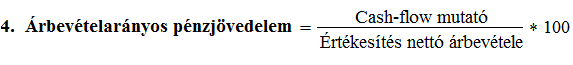 4. Árbevételarányos pénzjövedelem = Cash-flow mutató / Értékesítés nettó árbevétele * 100